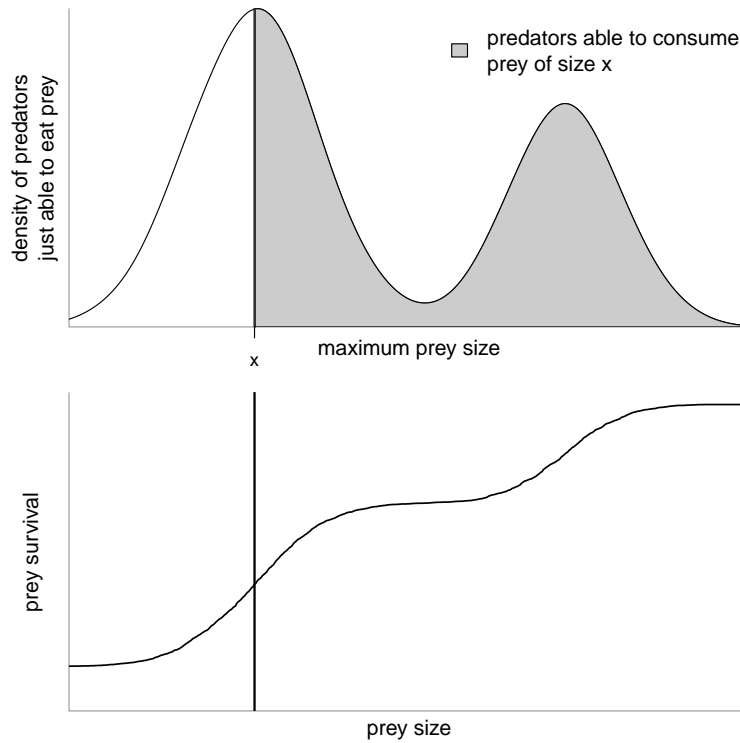 predators able to consume
prey of size x
density of predators
just able to eat prey
maximum prey size
x
prey survival
prey size